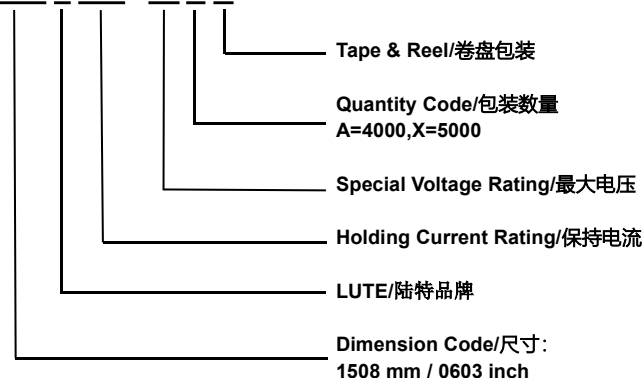 Tape & Reel/卷盘包装
Quantity Code/包装数量
A=4000,X=5000
Special Voltage Rating/最大电压
Holding Current Rating/保持电流
LUTE/陆特品牌
Dimension Code/尺寸：
1508 mm / 0603 inch